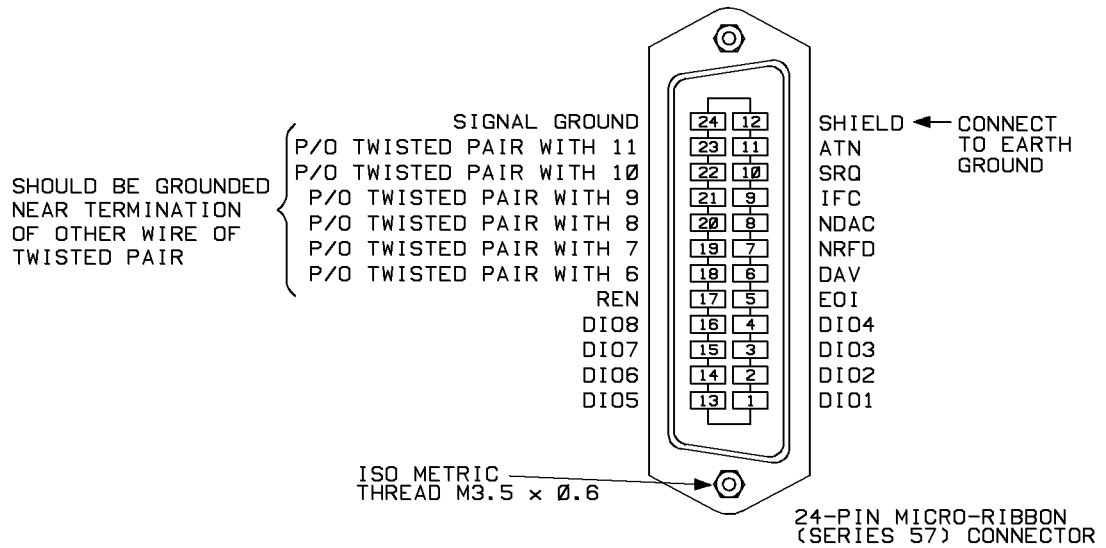 SIGNAL GROUND 24 12 SHIELD CONNECT
P/O TWISTED PAIR WITH 11 23 11 ATN TO EARTH
P/O TWISTED PAIR WITH 10 22 10 SRQ GROUND
SHOULD BE GROUNDED P/O TWISTED PAIR WITH 9 21 9 IFC
NEAR TERMINATION P/O TWISTED PAIR WITH 8 20 8 NDAC
OF OTHER WIRE OF P/O TWISTED PAIR WITH 7 19 7 NRFD
TWISTED PAIR P/O TWISTED PAIR WITH 6 18 6 DAV
REN 17 5 EOI
DIO8 16 4 DIO4
DIO7 15 3 DIO3
DIO6 14 2 DIO2
DIO5 13 1 DIO1
ISO METRIC
THREAD M3.5 x 0.6
24-PIN MICRO-RIBBON
(SERIES 57) CONNECTOR